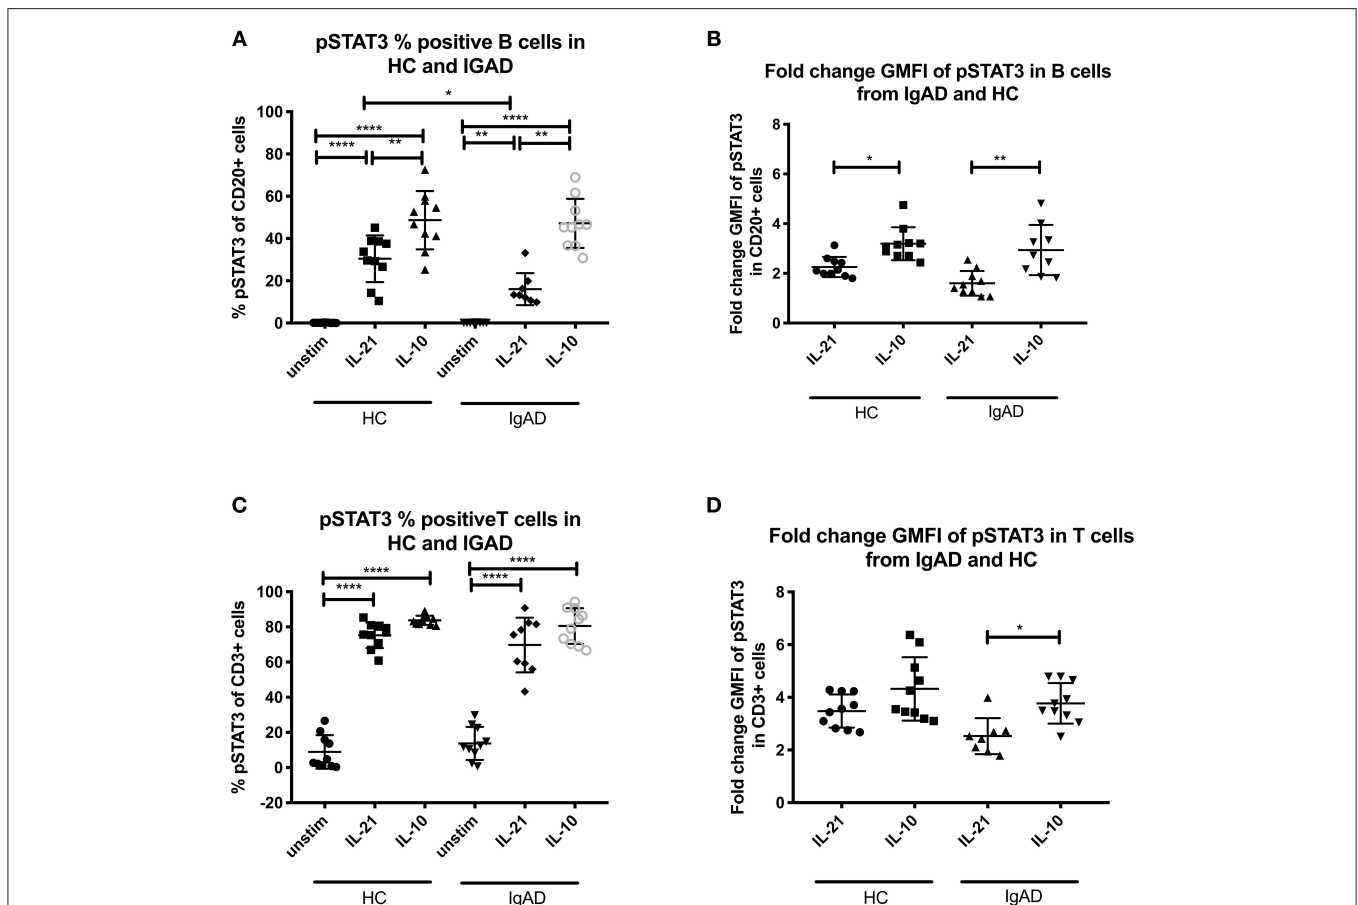 A
pSTAT3 % positive B cells in
HC and IGAD
% pSTAT3 of CD20+ cells
100
80
60
40
20
0
*
****
****
**
****
**
**
unstim
IL-21
IL-10
unstim
IL-21
IL-10
HC
IgAD
B
Fold change GMFI of pSTAT3 in B cells
from IgAD and HC
Fold change GMFI of pSTAT3
in CD20+ cells
8
6
4
2
0
*
**
IL-21
IL-10
IL-21
IL-10
HC
IgAD
C
pSTAT3 % positiveT cells in
HC and IGAD
% pSTAT3 of CD3+ cells
100
80
60
40
20
0
-20
****
****
****
****
unstim
IL-21
IL-10
unstim
IL-21
IL-10
HC
IgAD
D
Fold change GMFI of pSTAT3 in T cells
from IgAD and HC
Fold change GMFI of pSTAT3
in CD3+ cells
8
6
4
2
0
*
IL-21
IL-10
IL-21
IL-10
HC
IgAD